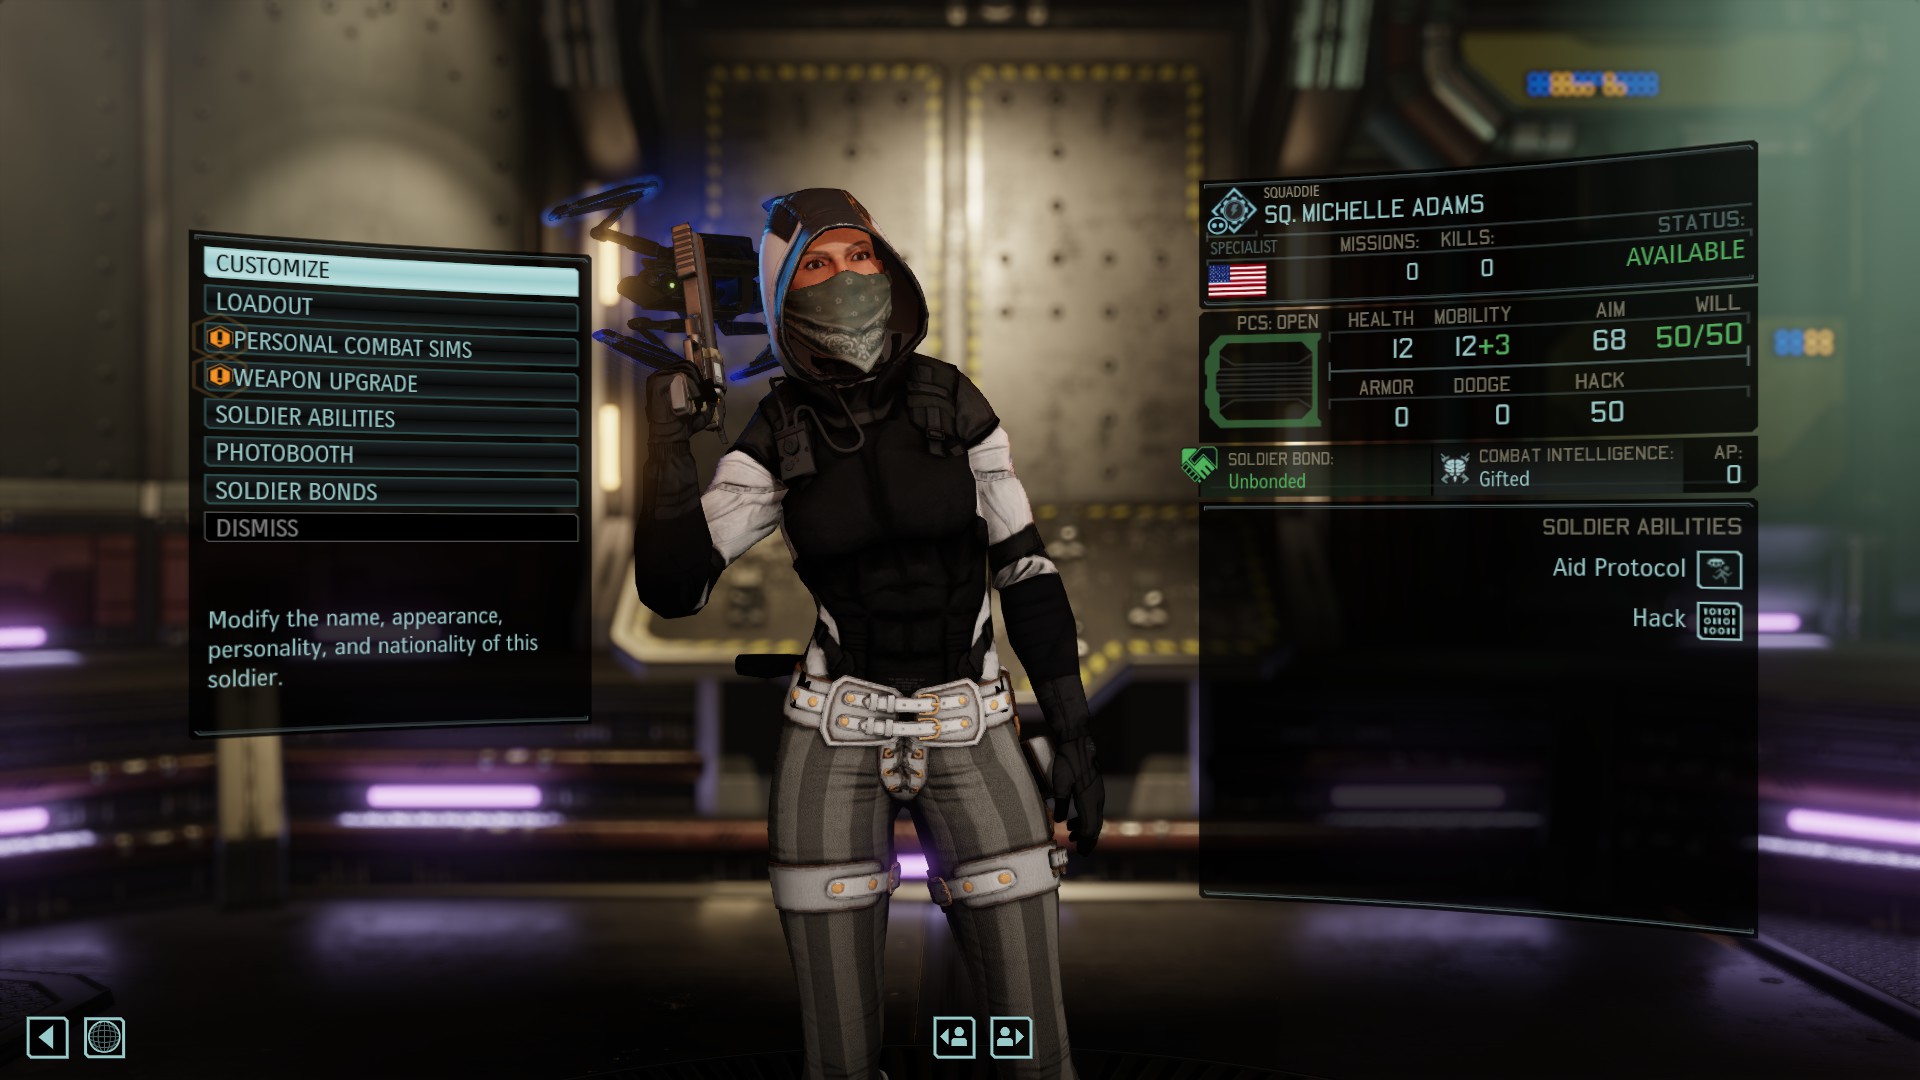 CUSTOMIZE
LOADOUT
PERSONAL COMBAT SIMS
WEAPON UPGRADE
SOLDIER ABILITIES
PHOTOBOOTH
SOLDIER BONDS
DISMISS
Modify the name, appearance,
personality, and nationality of this
soldier.
SQUADDIE
SQ. MICHELLE ADAMS
SPECIALIST
MISSIONS: KILLS:
0 0
STATUS:
AVAILABLE
PCS: OPEN
HEALTH MOBILITY AIM WILL
12 12+3 68 50/50
ARMOR DODGE HACK
0 0 50
SOLDIER BOND:
Unbonded
COMBAT INTELLIGENCE:
Gifted
AP:
0
SOLDIER ABILITIES
Aid Protocol
Hack